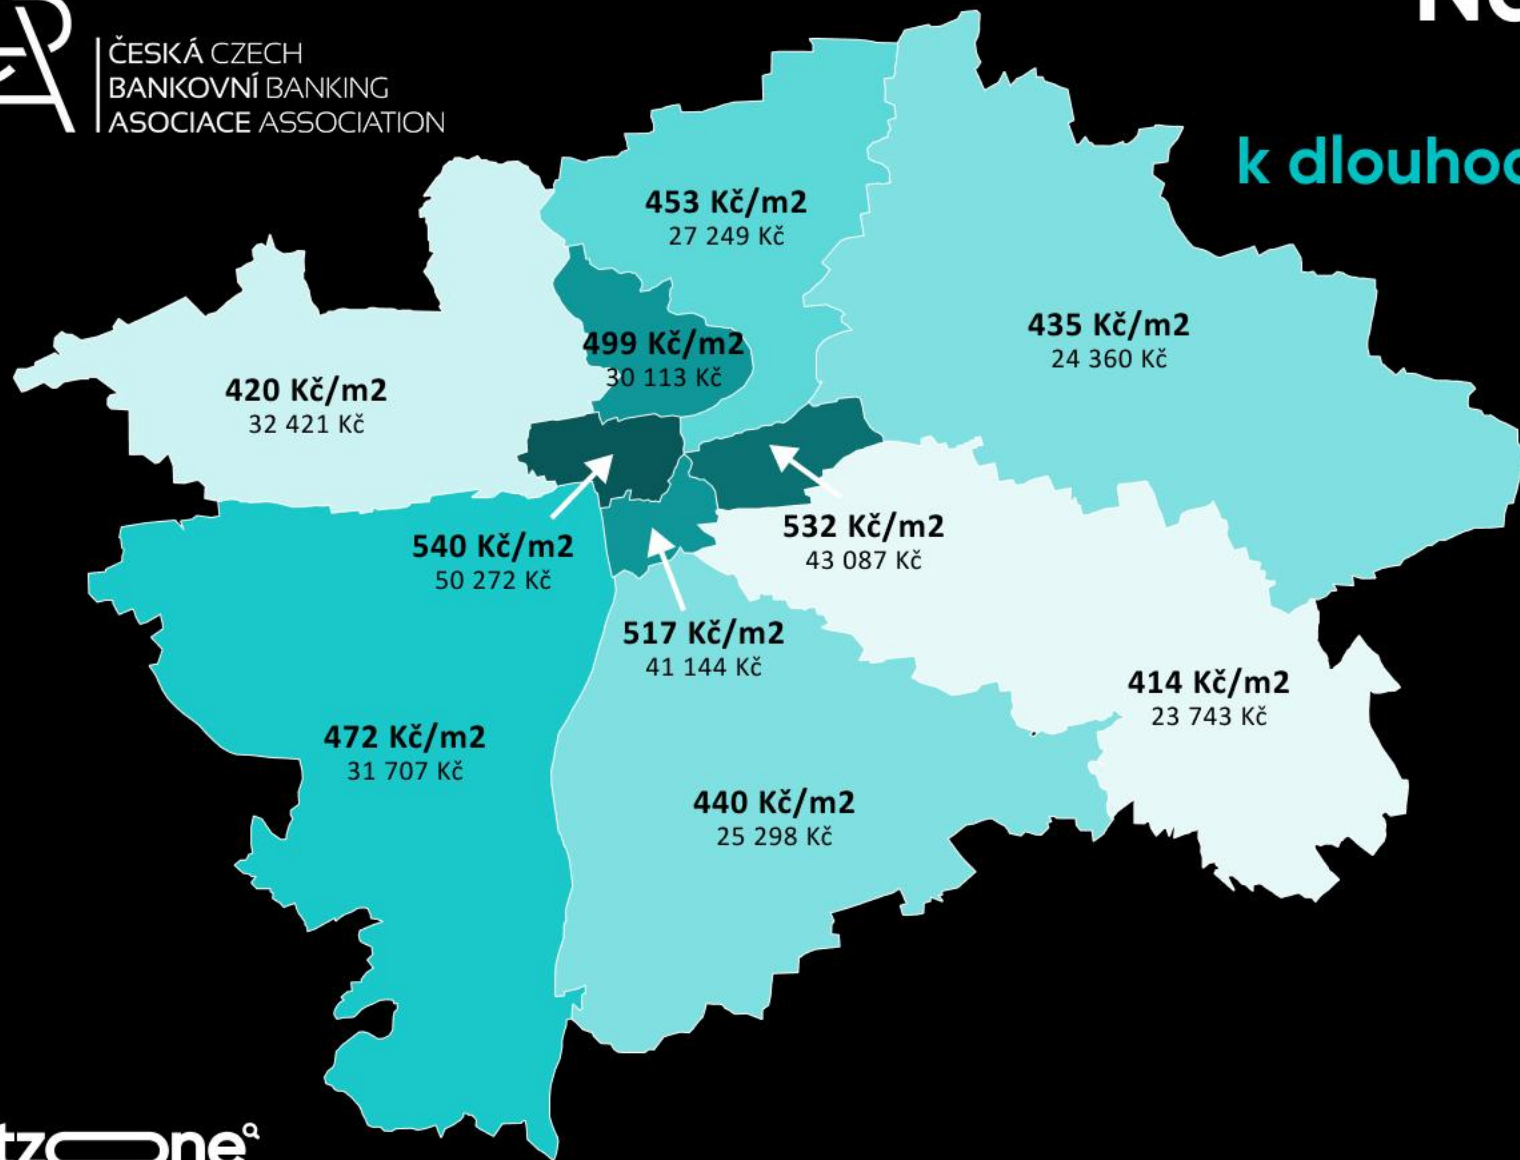 ČESKÁ CZECH
BANKOVNÍ BANKING
ASOCIACE ASSOCIATION
453 Kč/m2
27 249 Kč
499 Kč/m2
30 113 Kč
435 Kč/m2
24 360 Kč
420 Kč/m2
32 421 Kč
540 Kč/m2
50 272 Kč
532 Kč/m2
43 087 Kč
517 Kč/m2
41 144 Kč
414 Kč/m2
23 743 Kč
472 Kč/m2
31 707 Kč
440 Kč/m2
25 298 Kč
k